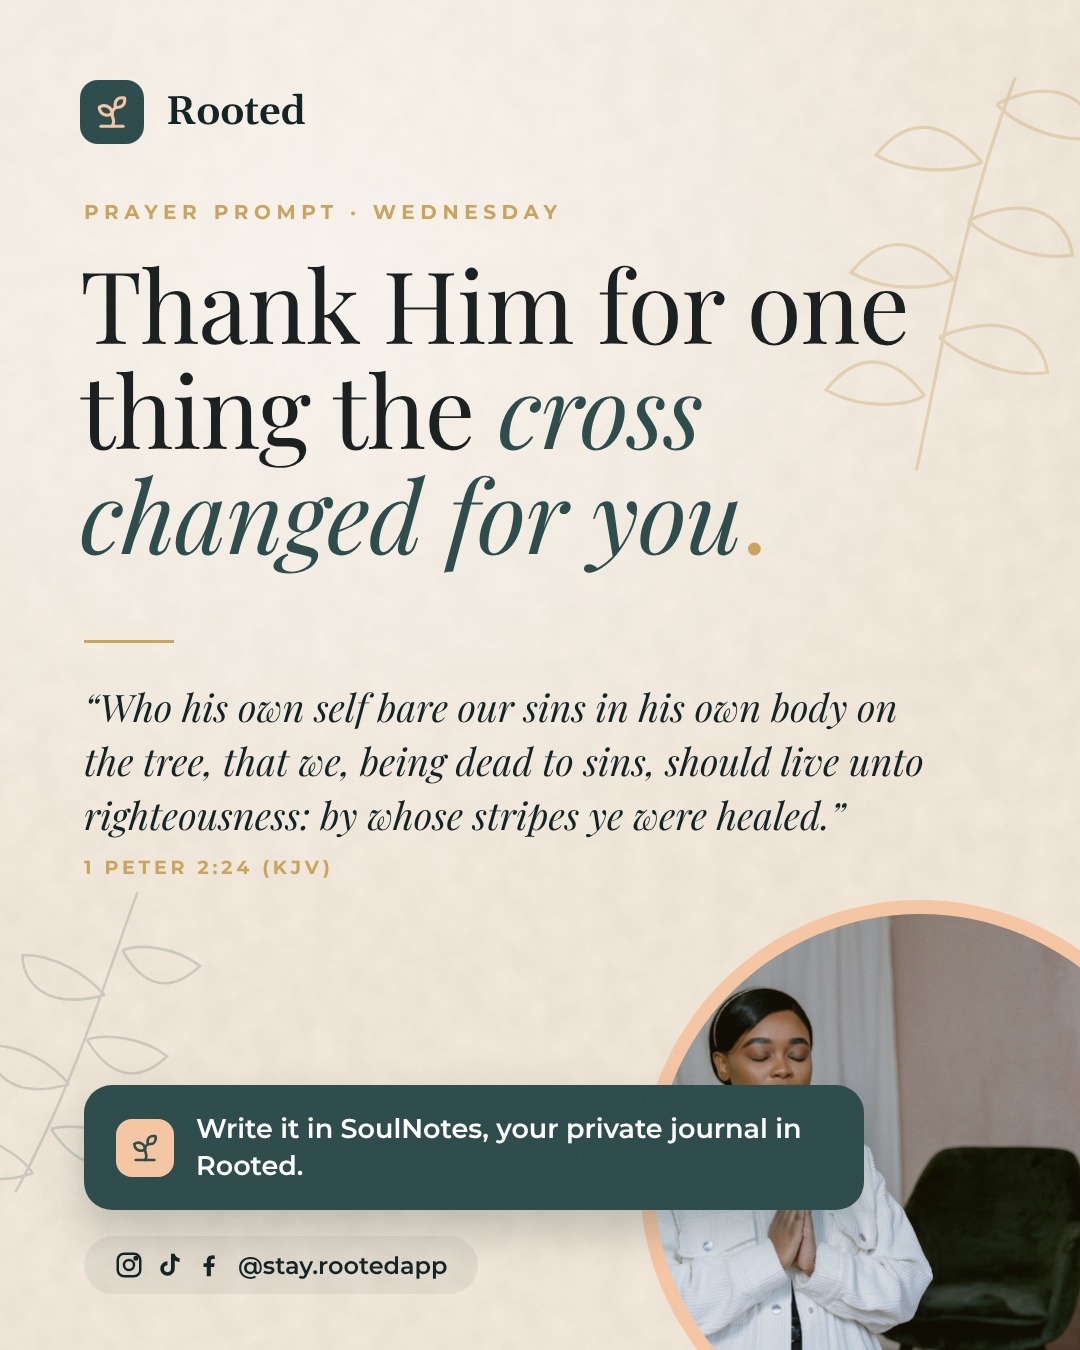 Rooted
PRAYER PROMPT · WEDNESDAY
Thank Him for one
thing the cross
changed for you.
“Who his own self bare our sins in his own body on
the tree, that we, being dead to sins, should live unto
righteousness: by whose stripes ye were healed.”
1 PETER 2:24 (KJV)
Write it in SoulNotes, your private journal in
Rooted.
@stay.rootedapp